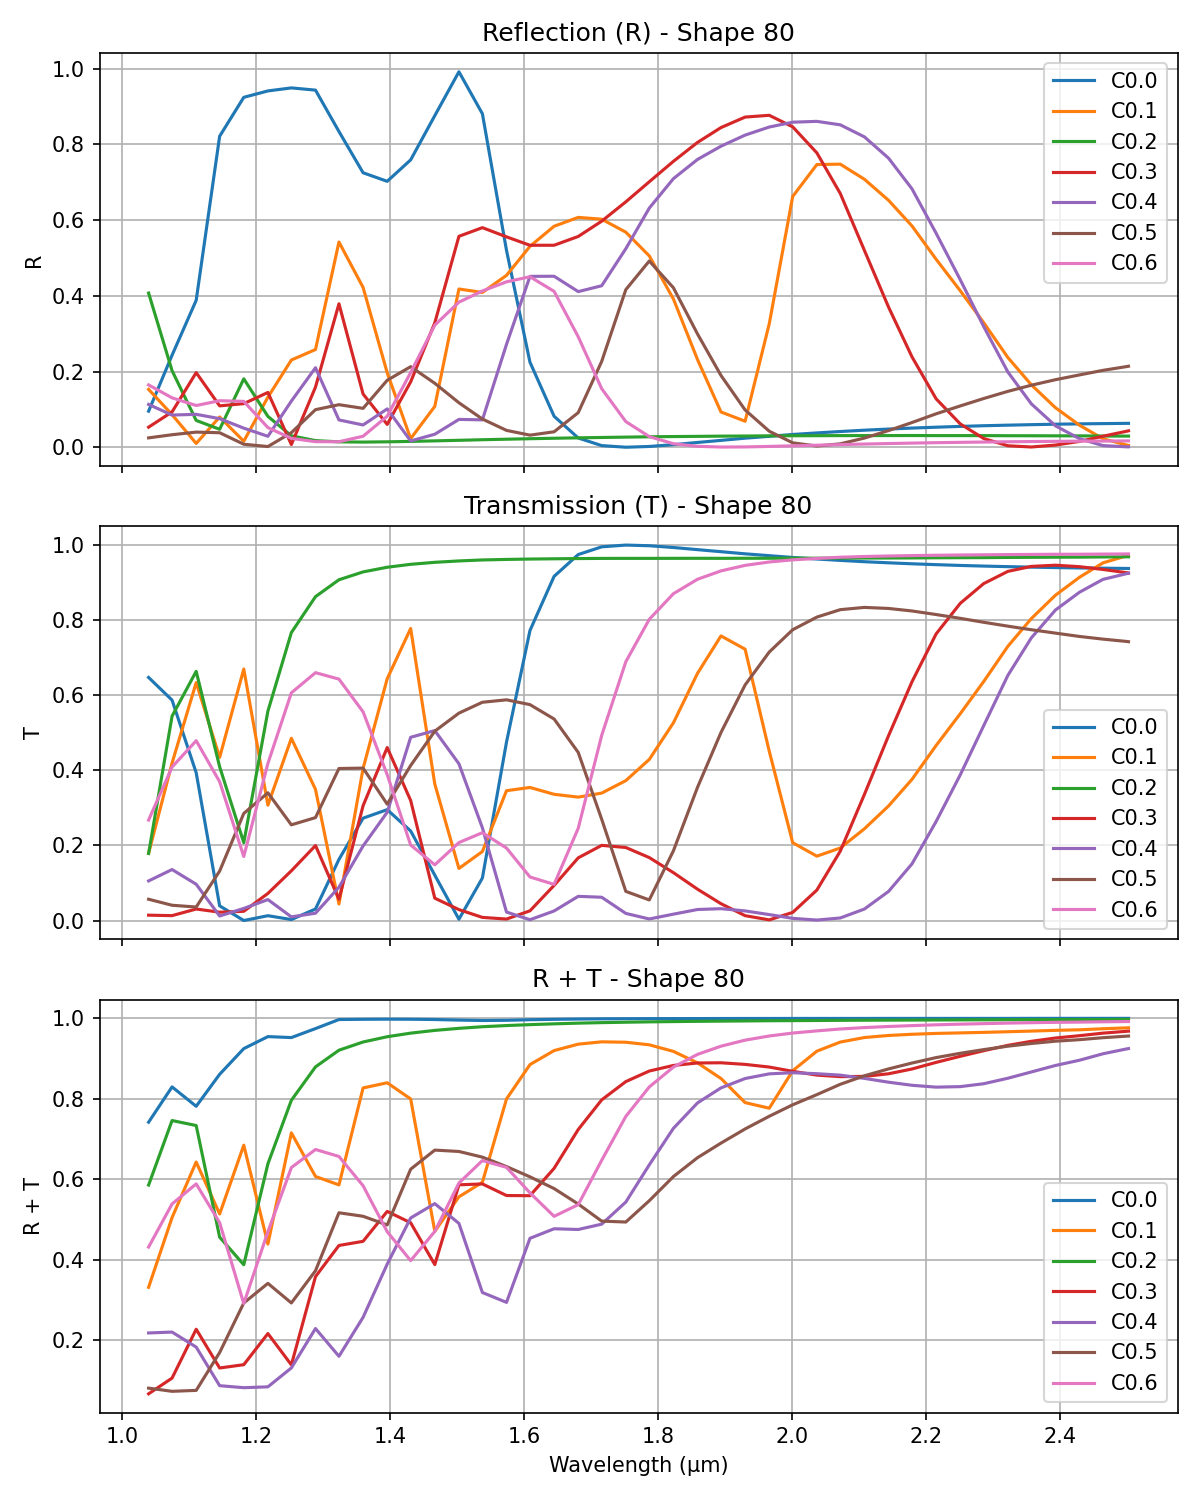 Reflection (R) - Shape 80
1.0
0.8
0.6
0.4
0.2
0.0
R
C0.0
C0.1
C0.2
C0.3
C0.4
C0.5
C0.6
Transmission (T) - Shape 80
1.0
0.8
0.6
0.4
0.2
0.0
T
C0.0
C0.1
C0.2
C0.3
C0.4
C0.5
C0.6
R + T - Shape 80
1.0
0.8
0.6
0.4
0.2
R + T
C0.0
C0.1
C0.2
C0.3
C0.4
C0.5
C0.6
1.0 1.2 1.4 1.6 1.8 2.0 2.2 2.4
Wavelength (μm)